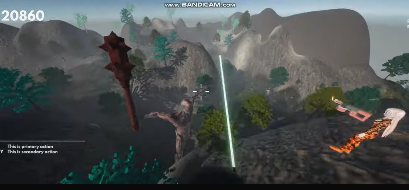 www.BANDICAM.com
20860
This is primary action
Y This is secondary action